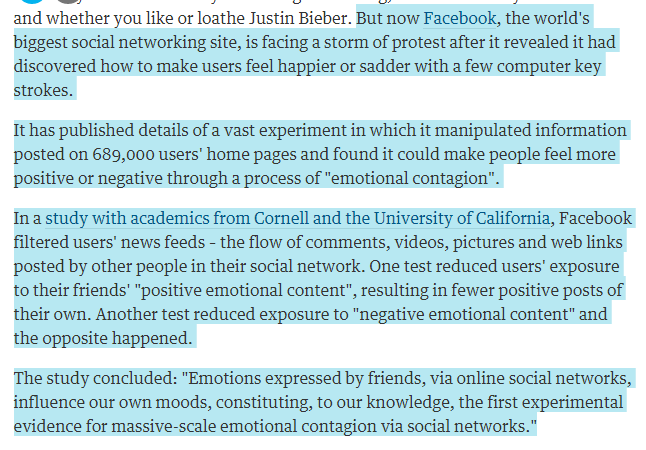 and whether you like or loathe Justin Bieber. But now Facebook, the world's
biggest social networking site, is facing a storm of protest after it revealed it had
discovered how to make users feel happier or sadder with a few computer key
strokes.
It has published details of a vast experiment in which it manipulated information
posted on 689,000 users' home pages and found it could make people feel more
positive or negative through a process of "emotional contagion".
In a study with academics from Cornell and the University of California, Facebook
filtered users' news feeds – the flow of comments, videos, pictures and web links
posted by other people in their social network. One test reduced users' exposure
to their friends' "positive emotional content", resulting in fewer positive posts of
their own. Another test reduced exposure to "negative emotional content" and
the opposite happened.
The study concluded: "Emotions expressed by friends, via online social networks,
influence our own moods, constituting, to our knowledge, the first experimental
evidence for massive-scale emotional contagion via social networks."